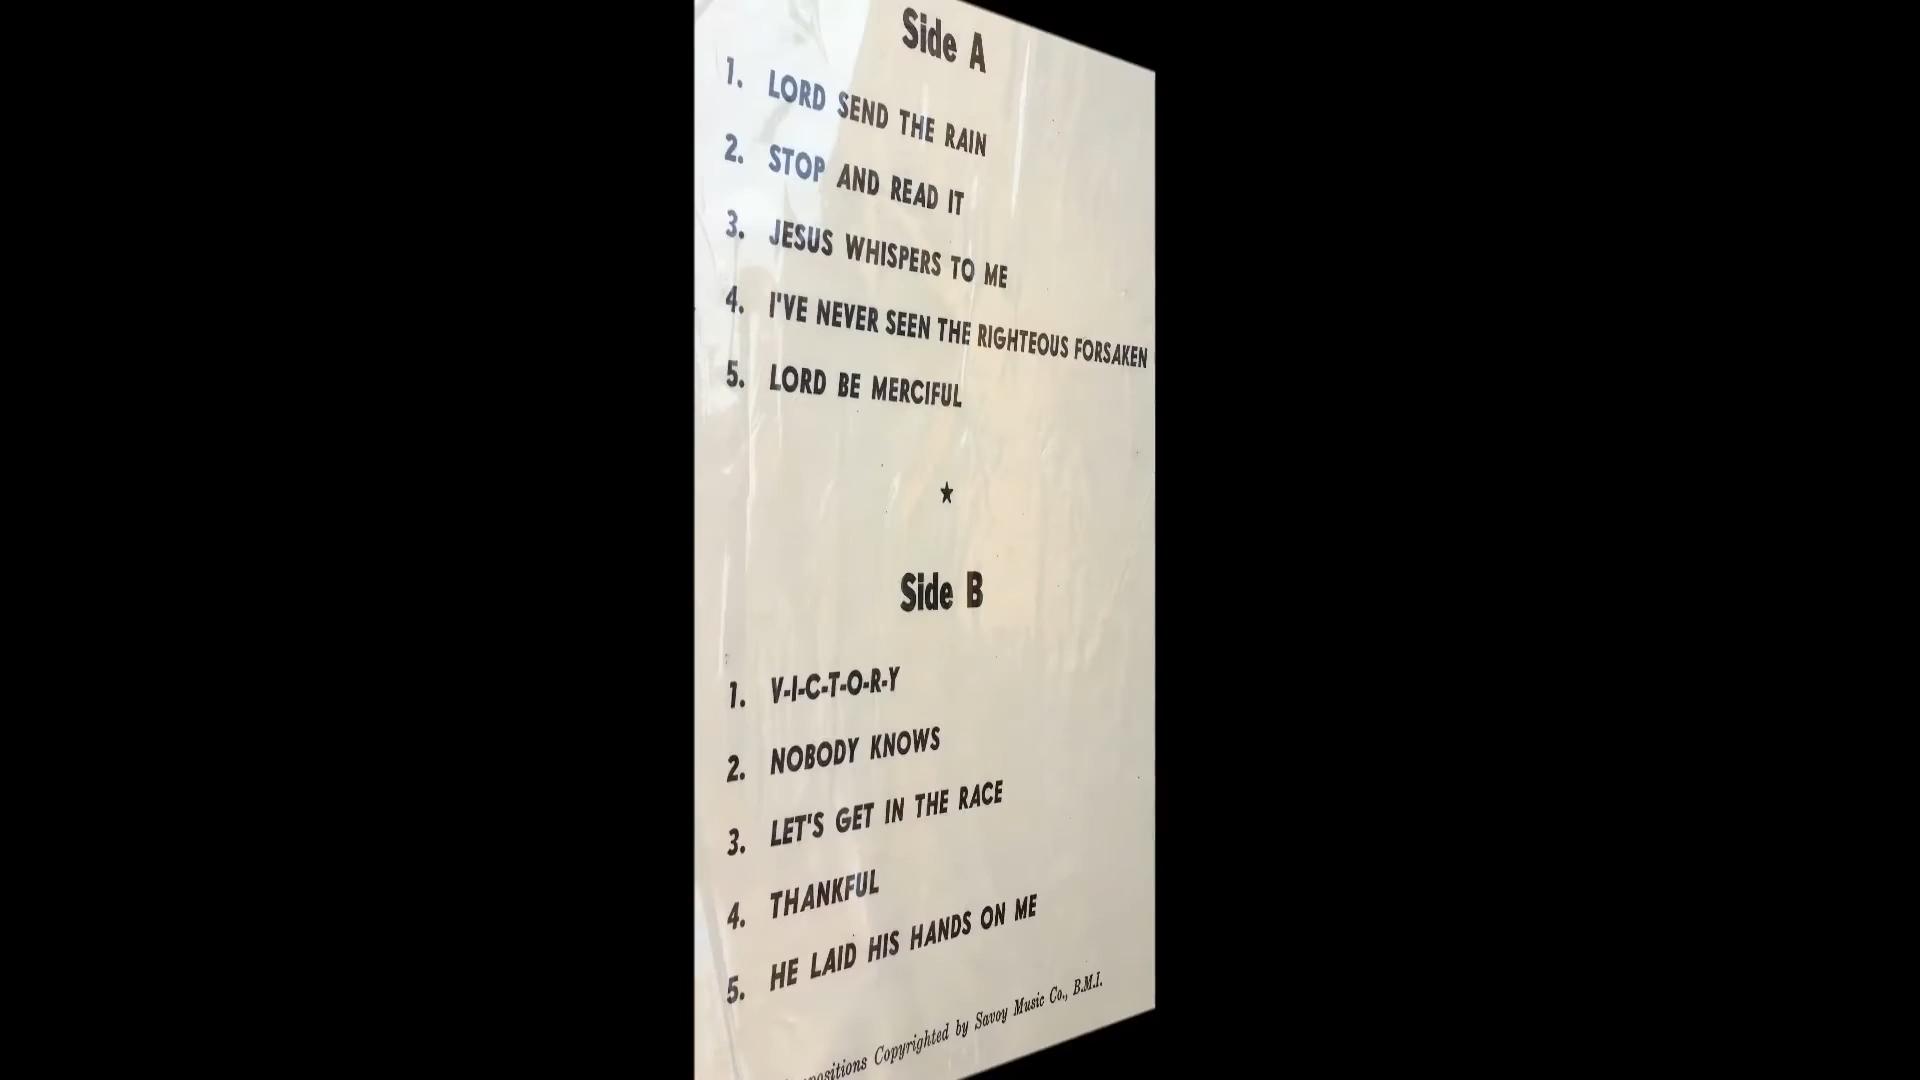 Side A
1. LORD SEND THE RAIN
2. STOP AND READ IT
3. JESUS WHISPERS TO ME
4. I'VE NEVER SEEN THE RIGHTEOUS FORSAKEN
5. LORD BE MERCIFUL
★
Side B
1. V-I-C-T-O-R-Y
2. NOBODY KNOWS
3. LET'S GET IN THE RACE
4. THANKFUL
5. HE LAID HIS HANDS ON ME
Copyrighted by Savoy Music Co., B.M.I.